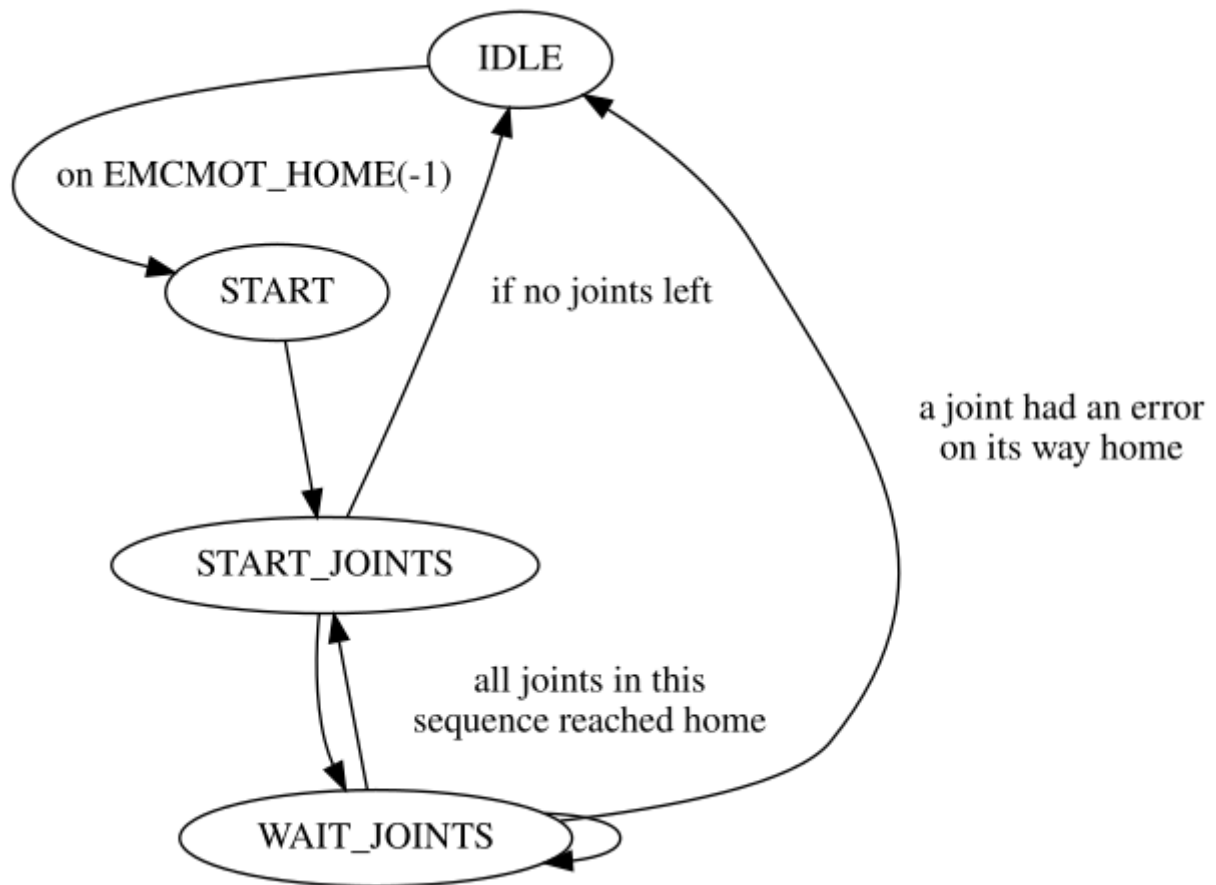 IDLE
on EMCMOT_HOME(-1)
START
if no joints left
a joint had an error
on its way home
START_JOINTS
all joints in this
sequence reached home
WAIT_JOINTS